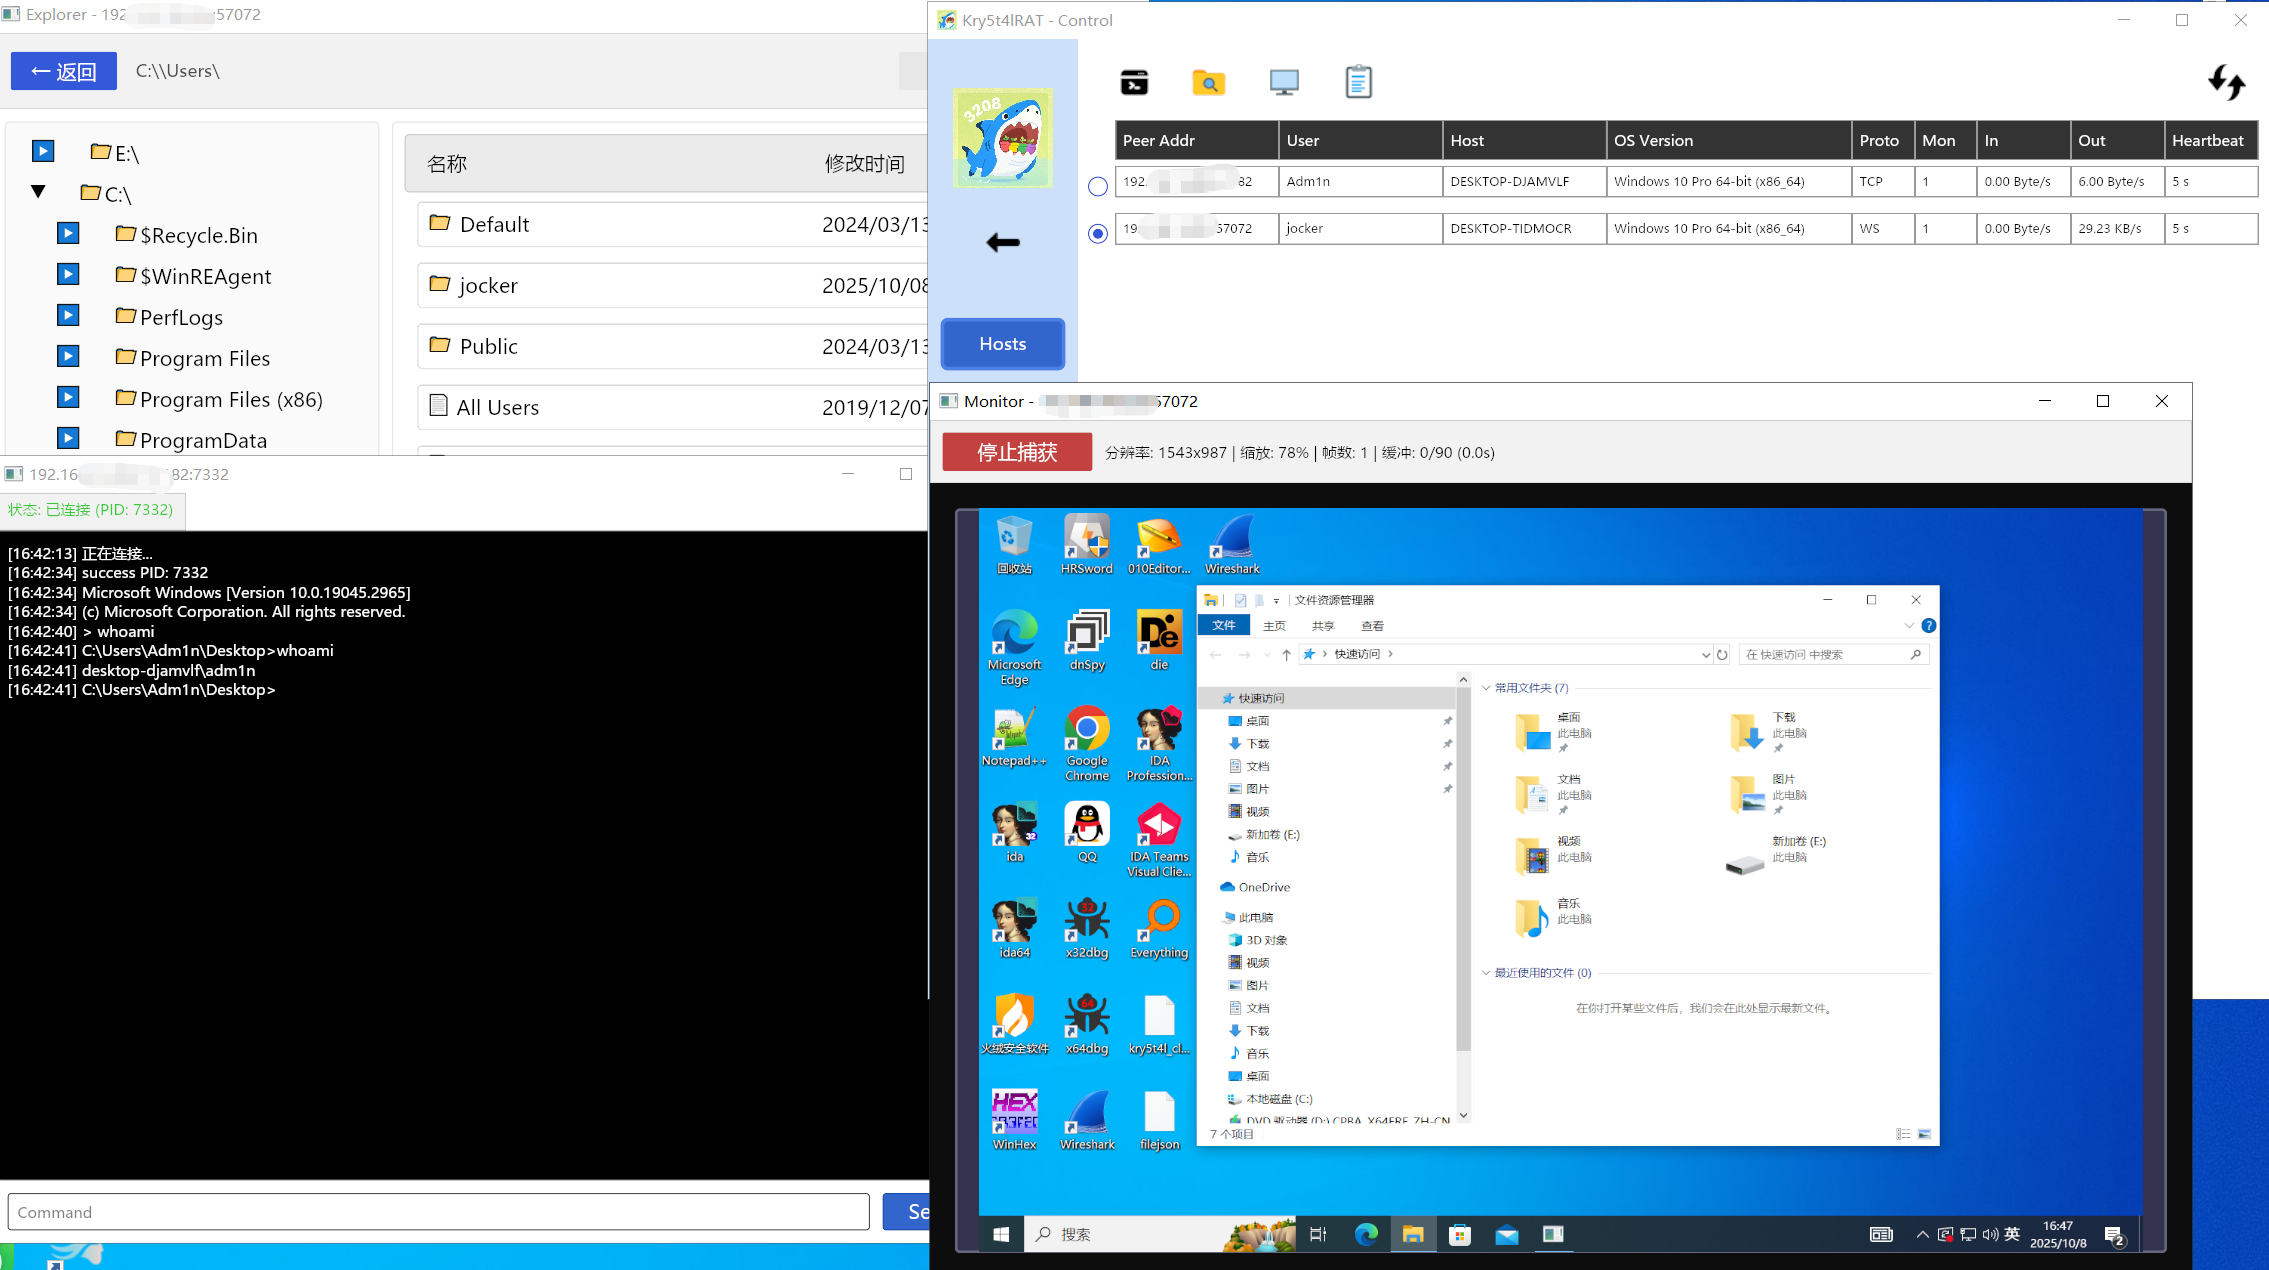 Explorer - 192 57072
← 返回
C:\\Users\
E:\
C:\
$Recycle.Bin
$WinREAgent
PerfLogs
Program Files
Program Files (x86)
ProgramData
名称 修改时间
Default 2024/03/13
jocker 2025/10/08
Public 2024/03/13
All Users 2019/12/07
192.16 82:7332
状态: 已连接 (PID: 7332)
[16:42:13] 正在连接...
[16:42:34] success PID: 7332
[16:42:34] Microsoft Windows [Version 10.0.19045.2965]
[16:42:34] (c) Microsoft Corporation. All rights reserved.
[16:42:40] > whoami
[16:42:41] C:\Users\Adm1n\Desktop>whoami
[16:42:41] desktop-djamvlf\adm1n
[16:42:41] C:\Users\Adm1n\Desktop>
Command
Se
Kry5t4lRAT - Control
3208
Hosts
Peer Addr User Host OS Version Proto Mon In Out Heartbeat
192. 82 Adm1n DESKTOP-DJAMVLF Windows 10 Pro 64-bit (x86_64) TCP 1 0.00 Byte/s 6.00 Byte/s 5 s
19 57072 jocker DESKTOP-TIDMOCR Windows 10 Pro 64-bit (x86_64) WS 1 0.00 Byte/s 29.23 KB/s 5 s
Monitor - 57072
停止捕获
分辨率: 1543x987 | 缩放: 78% | 帧数: 1 | 缓冲: 0/90 (0.0s)
回收站
HRSword
010Editor...
Wireshark
Microsoft
Edge
dnSpy
die
Notepad++
Google
Chrome
IDA
Profession...
ida
QQ
IDA Teams
Visual Clie...
ida64
x32dbg
Everything
火绒安全软件
x64dbg
kry5t4l_cl...
WinHex
Wireshark
filejson
文件资源管理器
文件 主页 共享 查看
快速访问
在 快速访问 中搜索
快速访问
桌面
下载
文档
图片
视频
新加卷 (E:)
音乐
OneDrive
此电脑
3D 对象
视频
图片
文档
下载
音乐
桌面
本地磁盘 (C:)
DVD 驱动器 (D:) CPBA_X64FRE_ZH-CN
7 个项目
常用文件夹 (7)
桌面
此电脑
下载
此电脑
文档
此电脑
图片
此电脑
视频
此电脑
新加卷 (E:)
此电脑
音乐
此电脑
最近使用的文件 (0)
在你打开某些文件后，我们会在此处显示最新文件。
搜索
英
16:47
2025/10/8
2